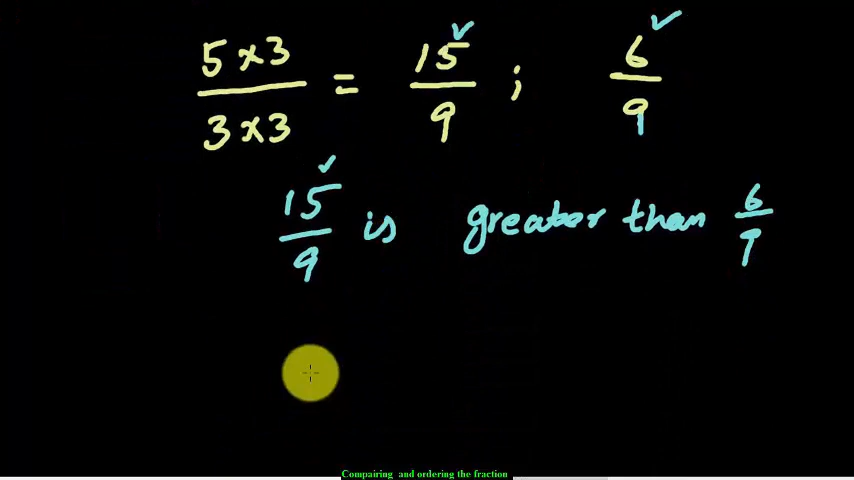 5×3/3×3 = 15/9 ; 6/9
15/9 is greater than 6/9
Compairing and ordering the fraction